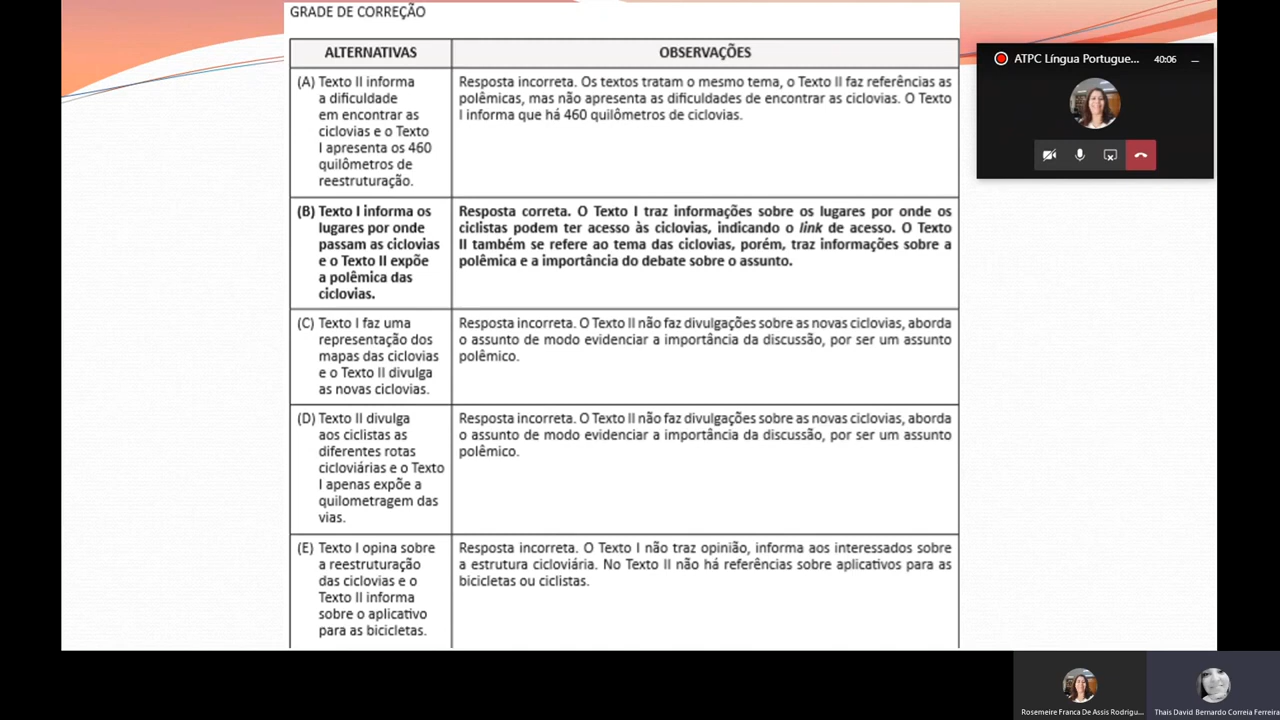 GRADE DE CORREÇÃO
ALTERNATIVAS
OBSERVAÇÕES
(A) Texto II informa
a dificuldade
em encontrar as
ciclovias e o Texto
I apresenta os 460
quilômetros de
reestruturação.
Resposta incorreta. Os textos tratam o mesmo tema, o Texto II faz referências as
polêmicas, mas não apresenta as dificuldades de encontrar as ciclovias. O Texto
I informa que há 460 quilômetros de ciclovias.
(B) Texto I informa os
lugares por onde
passam as ciclovias
e o Texto II expõe
a polêmica das
ciclovias.
Resposta correta. O Texto I traz informações sobre os lugares por onde os
ciclistas podem ter acesso às ciclovias, indicando o link de acesso. O Texto
II também se refere ao tema das ciclovias, porém, traz informações sobre a
polêmica e a importância do debate sobre o assunto.
(C) Texto I faz uma
representação dos
mapas das ciclovias
e o Texto II divulga
as novas ciclovias.
Resposta incorreta. O Texto II não faz divulgações sobre as novas ciclovias, aborda
o assunto de modo evidenciar a importância da discussão, por ser um assunto
polêmico.
(D) Texto II divulga
aos ciclistas as
diferentes rotas
cicloviárias e o Texto
I apenas expõe a
quilometragem das
vias.
Resposta incorreta. O Texto II não faz divulgações sobre as novas ciclovias, aborda
o assunto de modo evidenciar a importância da discussão, por ser um assunto
polêmico.
(E) Texto I opina sobre
a reestruturação
das ciclovias e o
Texto II informa
sobre o aplicativo
para as bicicletas.
Resposta incorreta. O Texto I não traz opinião, informa aos interessados sobre
a estrutura cicloviária. No Texto II não há referências sobre aplicativos para as
bicicletas ou ciclistas.
ATPC Língua Portugue...
40:06
Rosemeire Franca De Assis Rodrigu...
Thais David Bernardo Correia Ferreira